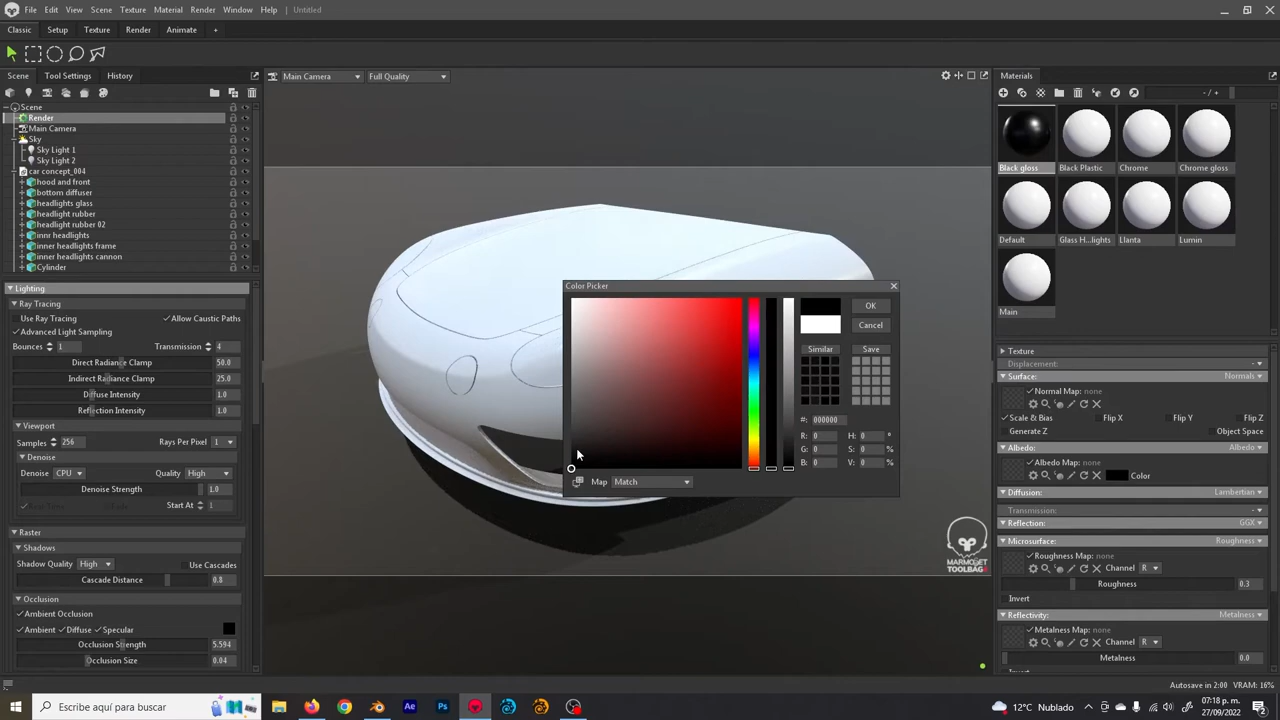 File Edit View Scene Texture Material Render Window Help Untitled
Classic Setup Texture Render Animate +
Scene Tool Settings History
Main Camera Full Quality
Materials
- / +
Scene
Render
Main Camera
Sky
Sky Light 1
Sky Light 2
car concept_004
hood and front
bottom diffuser
headlights glass
headlight rubber
headlight rubber 02
innr headlights
inner headlights frame
inner headlights cannon
Cylinder
Black gloss Black Plastic Chrome Chrome gloss
Default Glass H...lights Llanta Lumin
Main
Lighting
Ray Tracing
Use Ray Tracing Allow Caustic Paths
Advanced Light Sampling
Bounces 1 Transmission 4
Direct Radiance Clamp 50.0
Indirect Radiance Clamp 25.0
Diffuse Intensity 1.0
Reflection Intensity 1.0
Viewport
Samples 256 Rays Per Pixel 1
Denoise
Denoise CPU Quality High
Denoise Strength 1.0
Start At 1
Raster
Shadows
Shadow Quality High Use Cascades
Cascade Distance 0.8
Occlusion
Ambient Occlusion
Ambient Diffuse Specular
Occlusion Strength 5.594
Occlusion Size 0.04
Color Picker
OK
Cancel
Similar Save
#: 000000
R: 0 H: 0 °
G: 0 S: 0 %
B: 0 V: 0 %
Map Match
MARMOSET
TOOLBAG
Texture
Displacement:
Surface: Normals
Normal Map: none
Scale & Bias Flip X Flip Y Flip Z
Generate Z Object Space
Albedo: Albedo
Albedo Map: none
Color
Diffusion: Lambertian
Transmission: -
Reflection: GGX
Microsurface: Roughness
Roughness Map: none
Channel R
Roughness 0.3
Invert
Reflectivity: Metalness
Metalness Map: none
Channel R
Metalness 0.0
Autosave in 2:00 VRAM: 16%
Escribe aquí para buscar
12°C Nublado
07:18 p. m.
27/09/2022